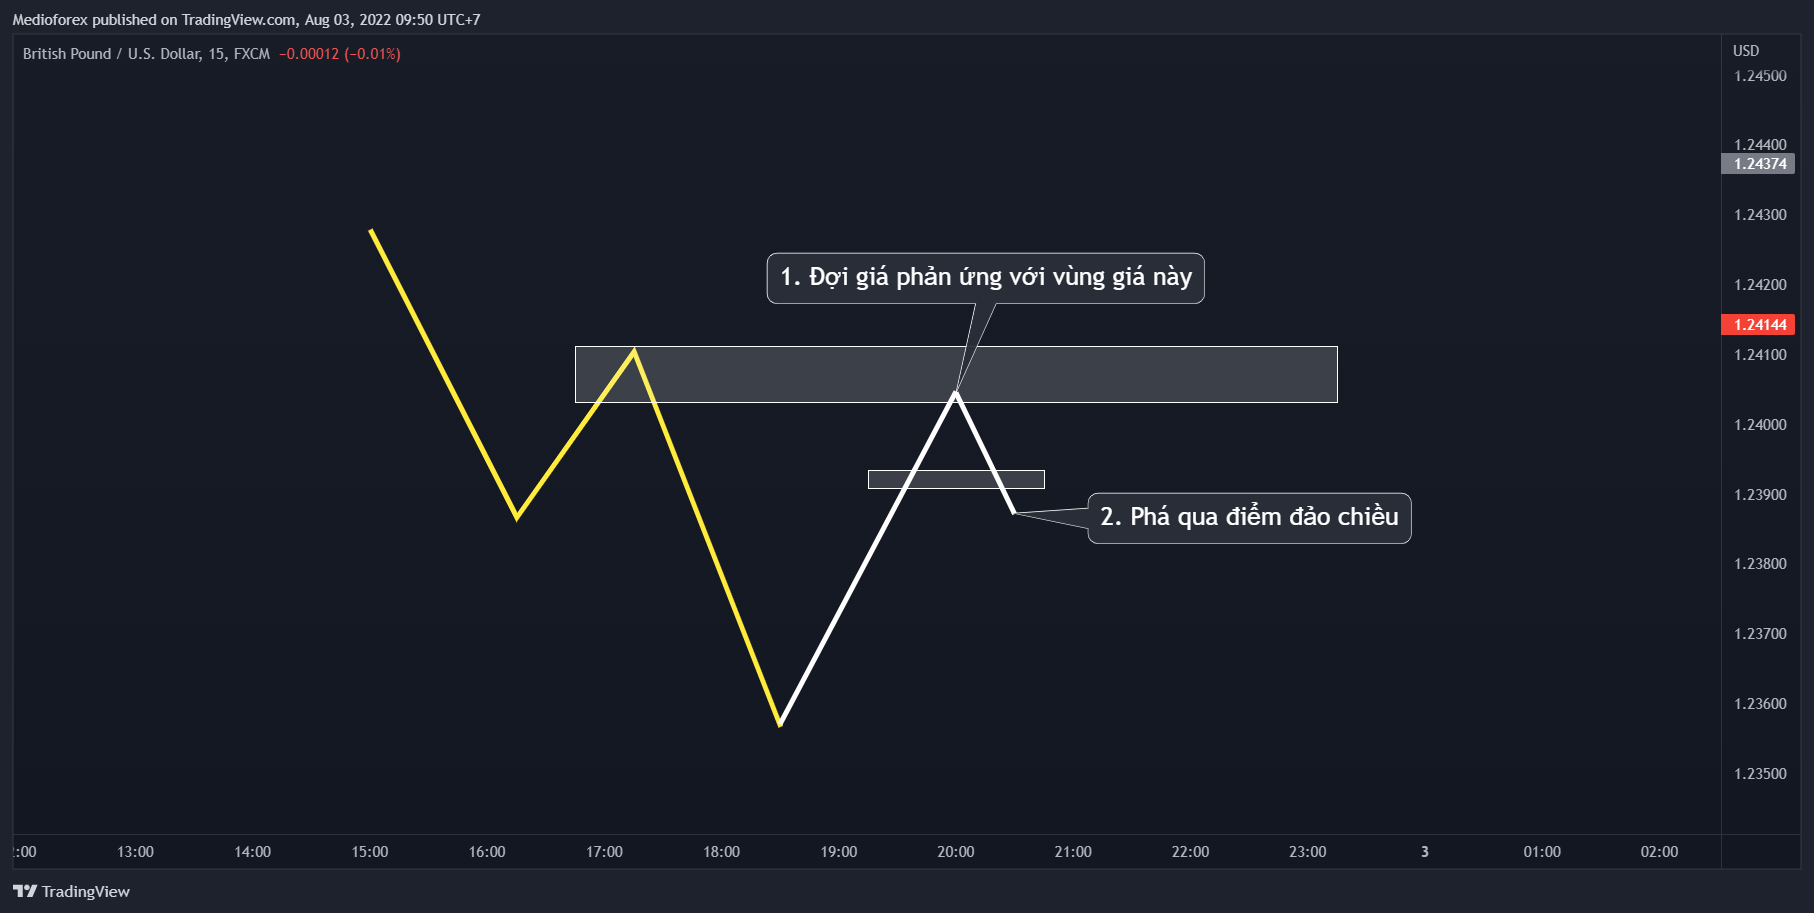 Medioforex published on TradingView.com, Aug 03, 2022 09:50 UTC+7
British Pound / U.S. Dollar, 15, FXCM −0.00012 (−0.01%)
USD
1.24500
1.24400
1.24374
1.24300
1. Đợi giá phản ứng với vùng giá này
1.24200
1.24144
1.24100
1.24000
1.23900
2. Phá qua điểm đảo chiều
1.23800
1.23700
1.23600
1.23500
:00 13:00 14:00 15:00 16:00 17:00 18:00 19:00 20:00 21:00 22:00 23:00 3 01:00 02:00
TradingView